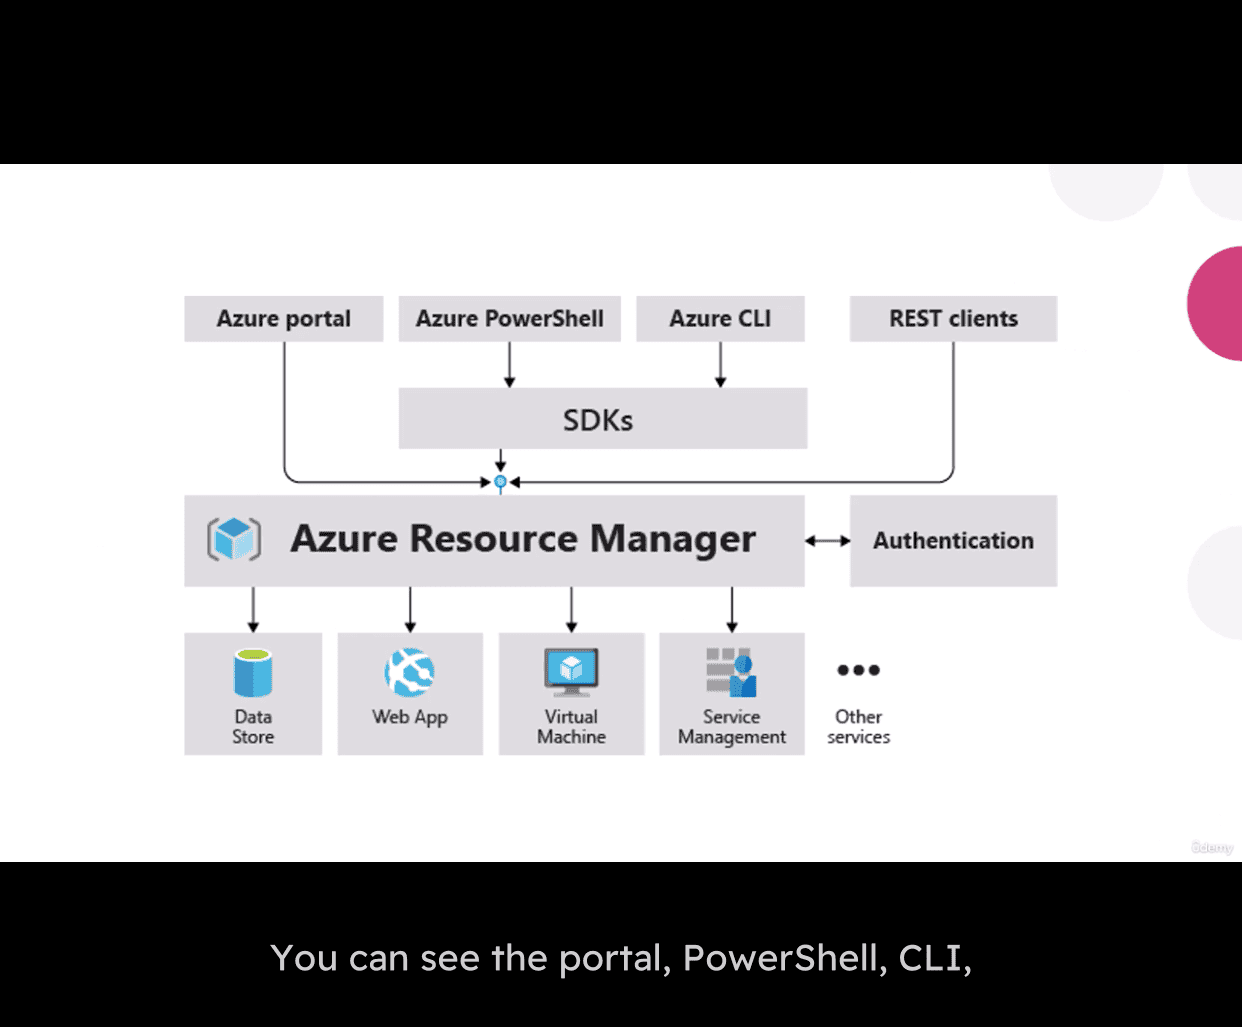 Azure portal
Azure PowerShell
Azure CLI
REST clients
SDKs
Azure Resource Manager
Authentication
Data
Store
Web App
Virtual
Machine
Service
Management
Other
services
ûdemy
You can see the portal, PowerShell, CLI,